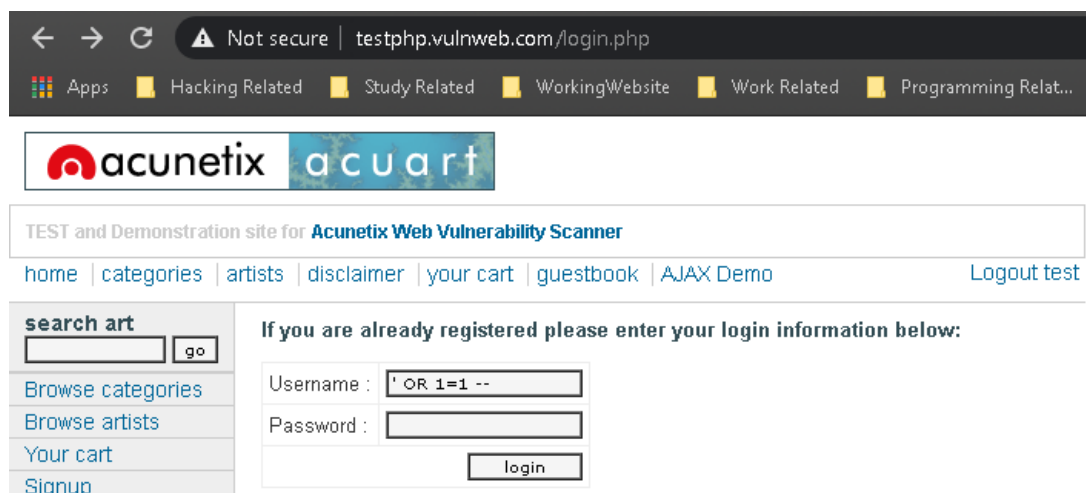 Not secure | testphp.vulnweb.com/login.php
Apps Hacking Related Study Related WorkingWebsite Work Related Programming Relat...
acunetix acuart
TEST and Demonstration site for Acunetix Web Vulnerability Scanner
home | categories | artists | disclaimer | your cart | guestbook | AJAX Demo Logout test
search art
go
Browse categories
Browse artists
Your cart
Signup
If you are already registered please enter your login information below:
Username : ' OR 1=1 --
Password :
login